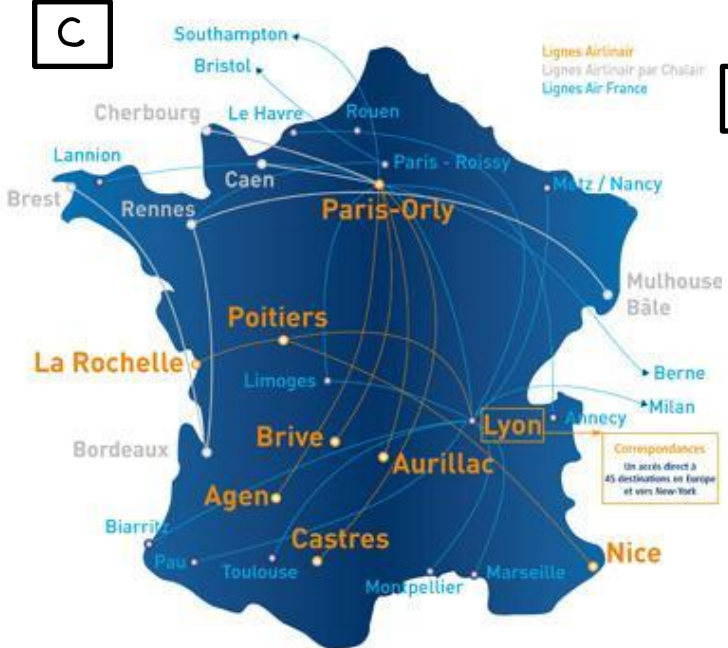 C
Southampton
Bristol
Lignes Airlinair
Lignes Airlinair par Chalair
Lignes Air France
Cherbourg
Le Havre
Rouen
Lannion
Paris - Roissy
Caen
Metz / Nancy
Brest
Rennes
Paris-Orly
Mulhouse
Bâle
Poitiers
La Rochelle
Limoges
Berne
Milan
Annecy
Lyon
Brive
Bordeaux
Aurillac
Correspondances
Un accès direct à
45 destinations en Europe
et vers New-York
Agen
Biarritz
Castres
Nice
Pau
Toulouse
Montpellier
Marseille